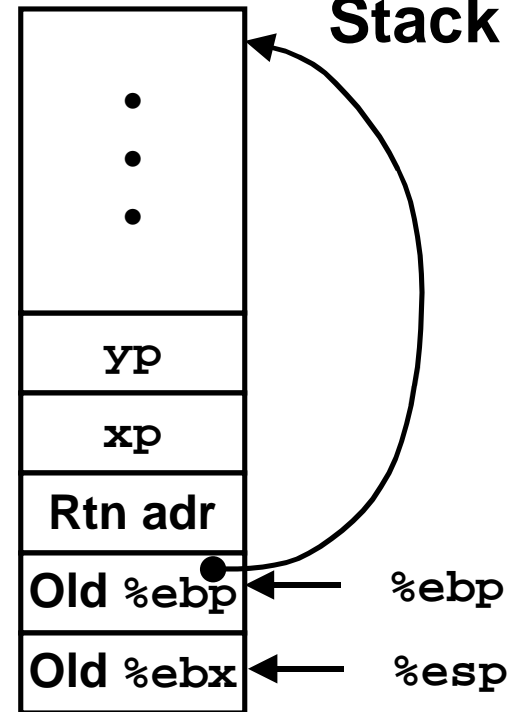 Stack
yp
xp
Rtn adr
Old %ebp %ebp
Old %ebx %esp